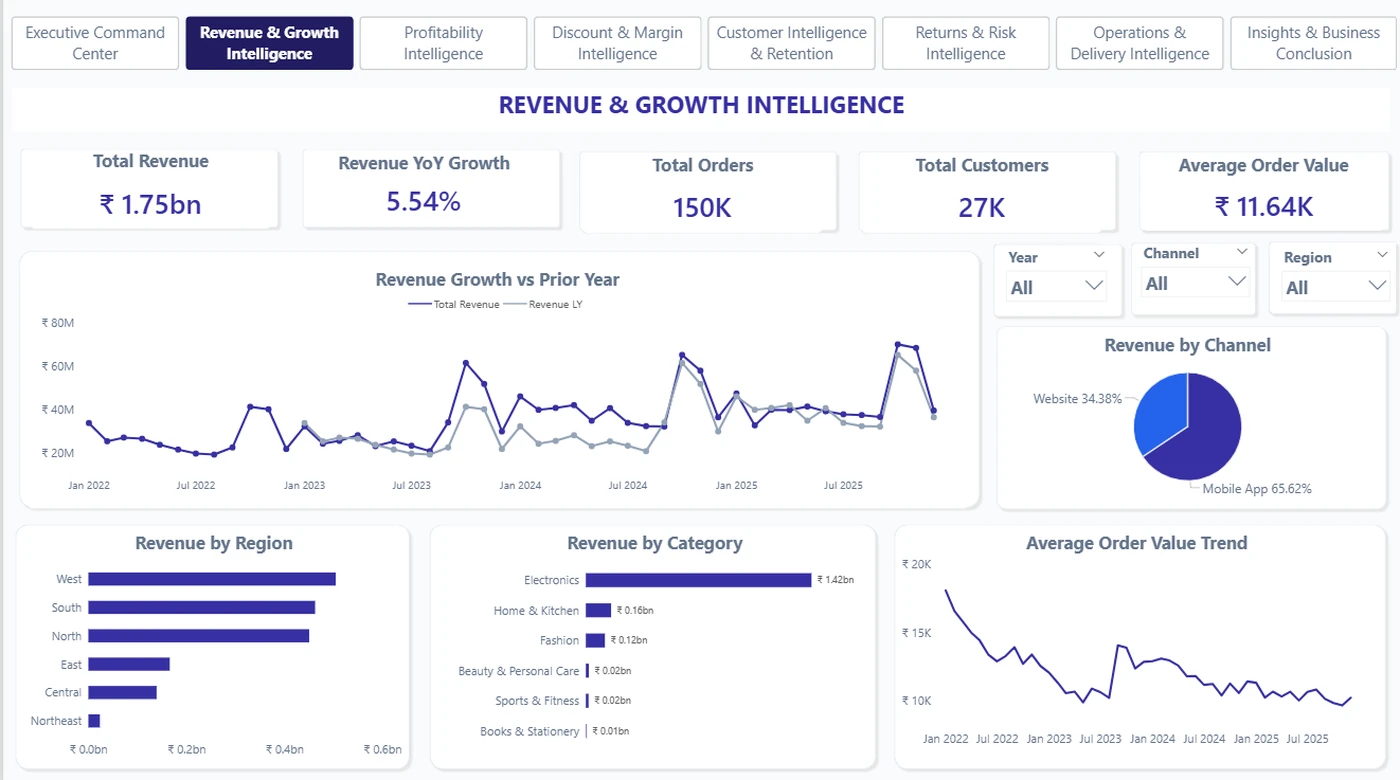 Executive Command
Center
Revenue & Growth
Intelligence
Profitability
Intelligence
Discount & Margin
Intelligence
Customer Intelligence
& Retention
Returns & Risk
Intelligence
Operations &
Delivery Intelligence
Insights & Business
Conclusion
REVENUE & GROWTH INTELLIGENCE
Total Revenue
₹ 1.75bn
Revenue YoY Growth
5.54%
Total Orders
150K
Total Customers
27K
Average Order Value
₹ 11.64K
Revenue Growth vs Prior Year
Total Revenue Revenue LY
₹ 80M
₹ 60M
₹ 40M
₹ 20M
Jan 2022 Jul 2022 Jan 2023 Jul 2023 Jan 2024 Jul 2024 Jan 2025 Jul 2025
Year
All
Channel
All
Region
All
Revenue by Channel
Website 34.38%
Mobile App 65.62%
Revenue by Region
West
South
North
East
Central
Northeast
₹ 0.0bn ₹ 0.2bn ₹ 0.4bn ₹ 0.6bn
Revenue by Category
Electronics ₹ 1.42bn
Home & Kitchen ₹ 0.16bn
Fashion ₹ 0.12bn
Beauty & Personal Care ₹ 0.02bn
Sports & Fitness ₹ 0.02bn
Books & Stationery ₹ 0.01bn
Average Order Value Trend
₹ 20K
₹ 15K
₹ 10K
Jan 2022 Jul 2022 Jan 2023 Jul 2023 Jan 2024 Jul 2024 Jan 2025 Jul 2025